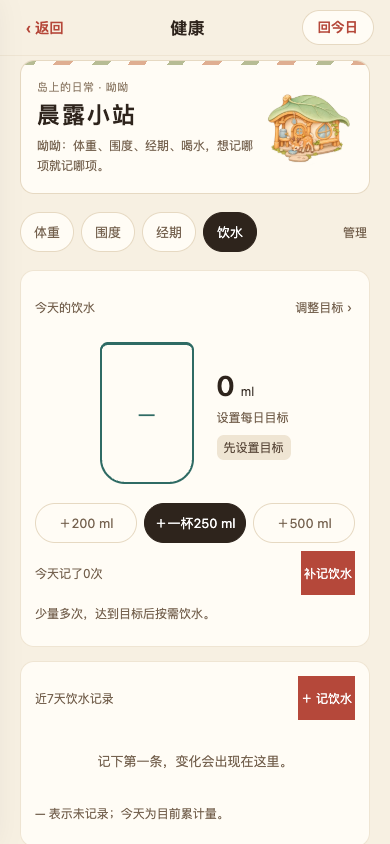 ‹ 返回
健康
回今日
岛上的日常 · 呦呦
晨露小站
呦呦：体重、围度、经期、喝水，想记哪
项就记哪项。
体重
围度
经期
饮水
管理
今天的饮水
调整目标 ›
—
0 ml
设置每日目标
先设置目标
＋200 ml
＋一杯250 ml
＋500 ml
今天记了0次
补记饮水
少量多次，达到目标后按需饮水。
近7天饮水记录
＋ 记饮水
记下第一条，变化会出现在这里。
— 表示未记录；今天为目前累计量。